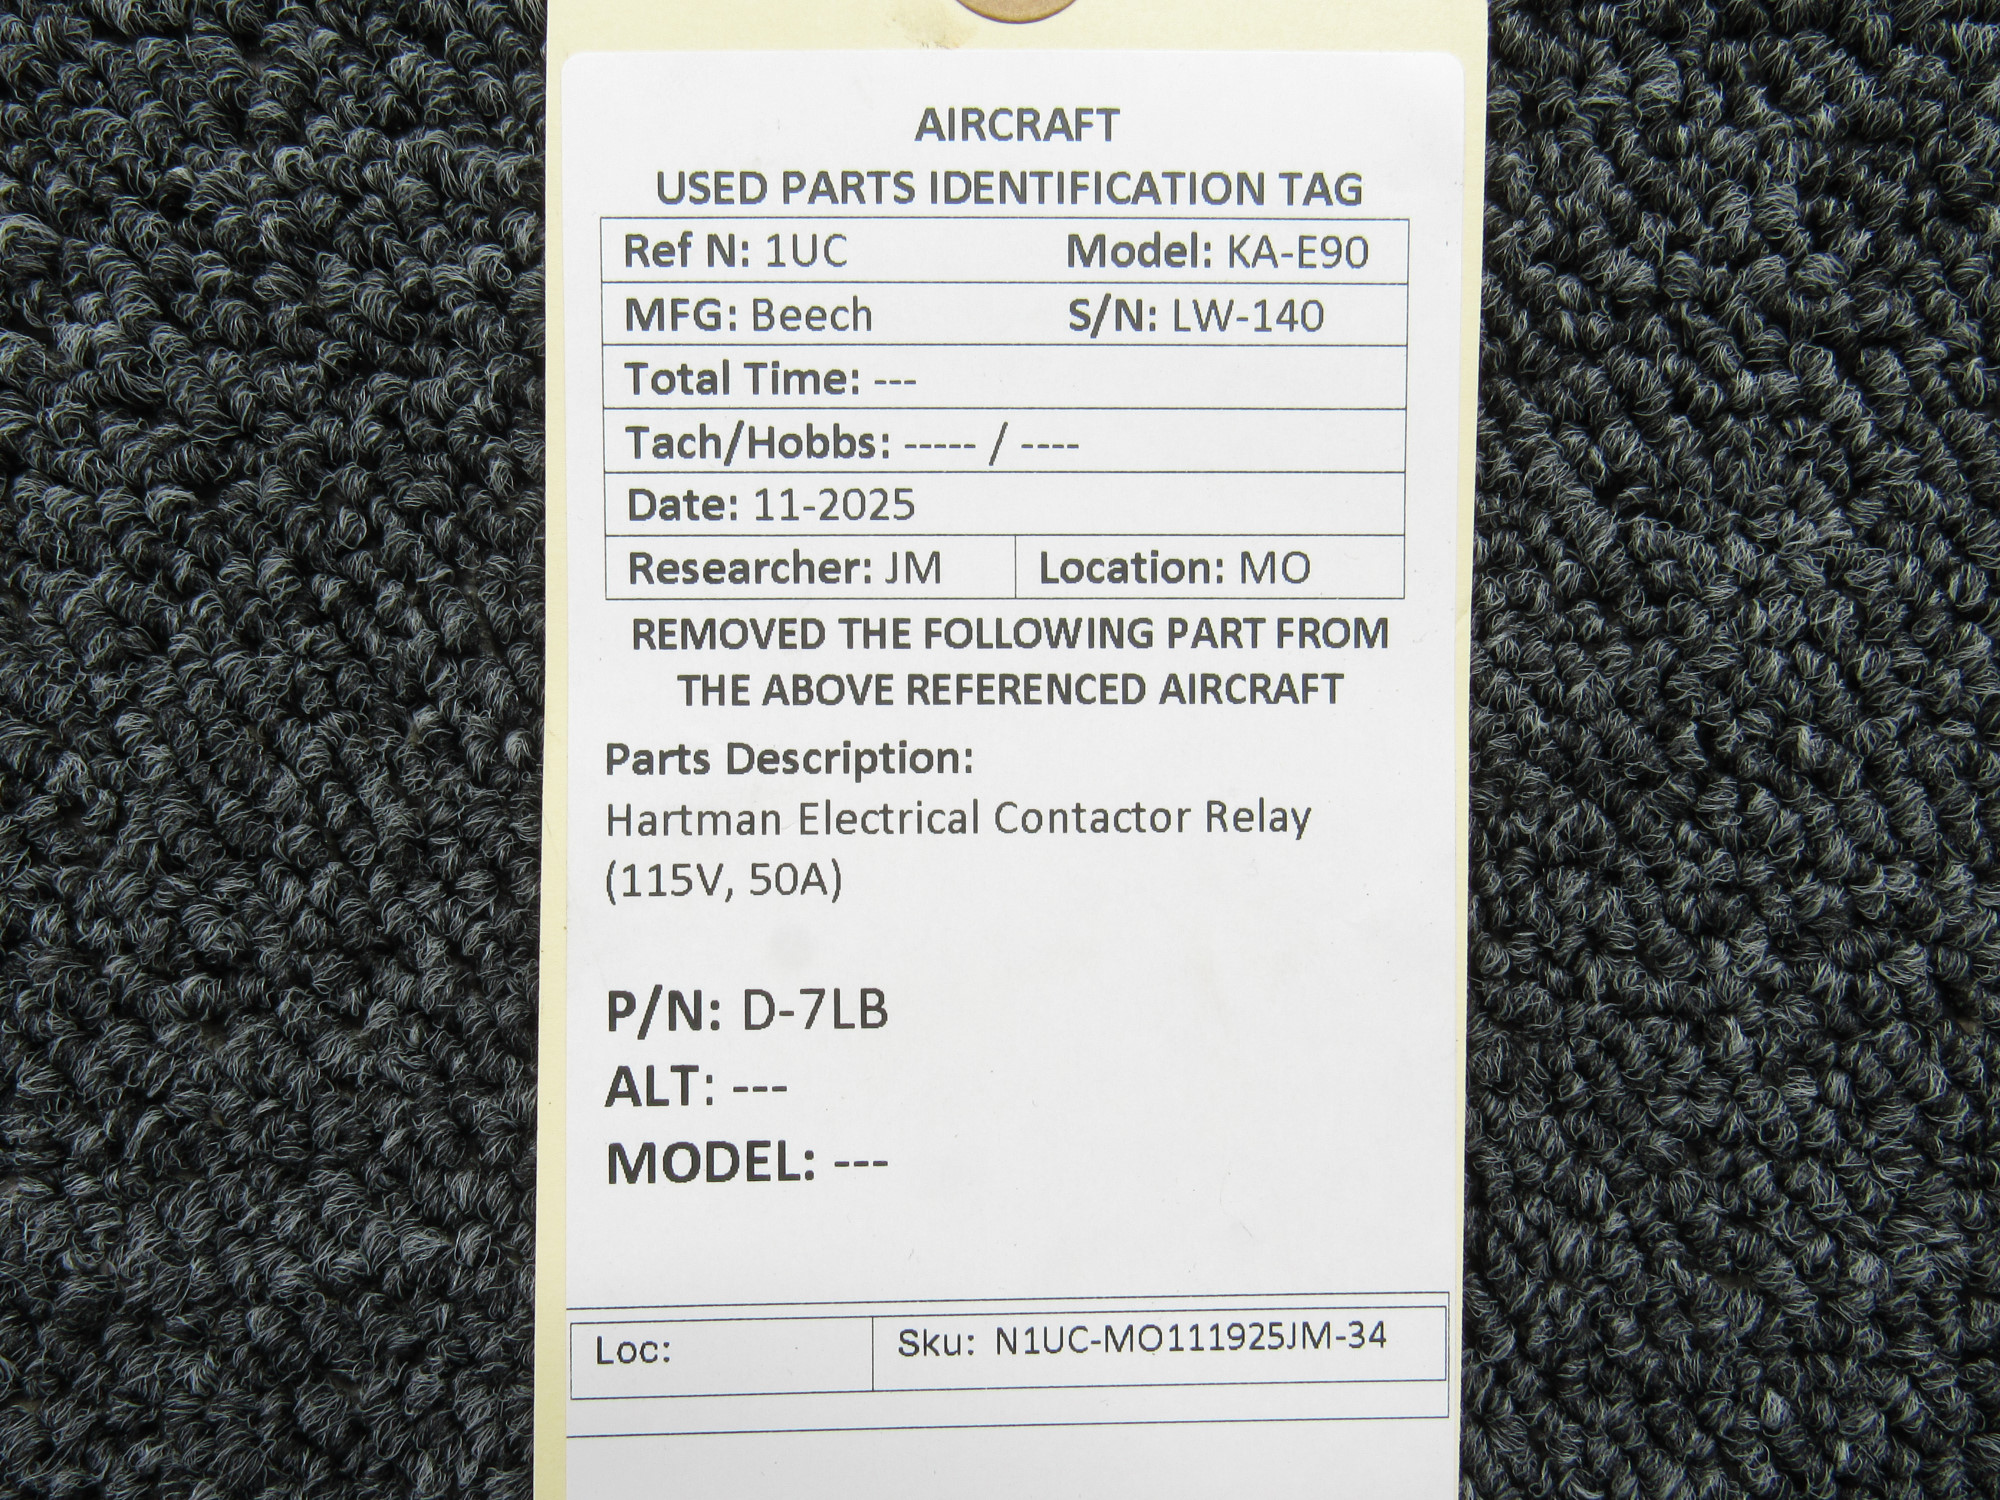 AIRCRAFT
USED PARTS IDENTIFICATION TAG
Ref N: 1UC Model: KA-E90
MFG: Beech S/N: LW-140
Total Time: ---
Tach/Hobbs: ----- / ----
Date: 11-2025
Researcher: JM Location: MO
REMOVED THE FOLLOWING PART FROM
THE ABOVE REFERENCED AIRCRAFT
Parts Description:
Hartman Electrical Contactor Relay
(115V, 50A)
P/N: D-7LB
ALT: ---
MODEL: ---
Loc: Sku: N1UC-MO111925JM-34